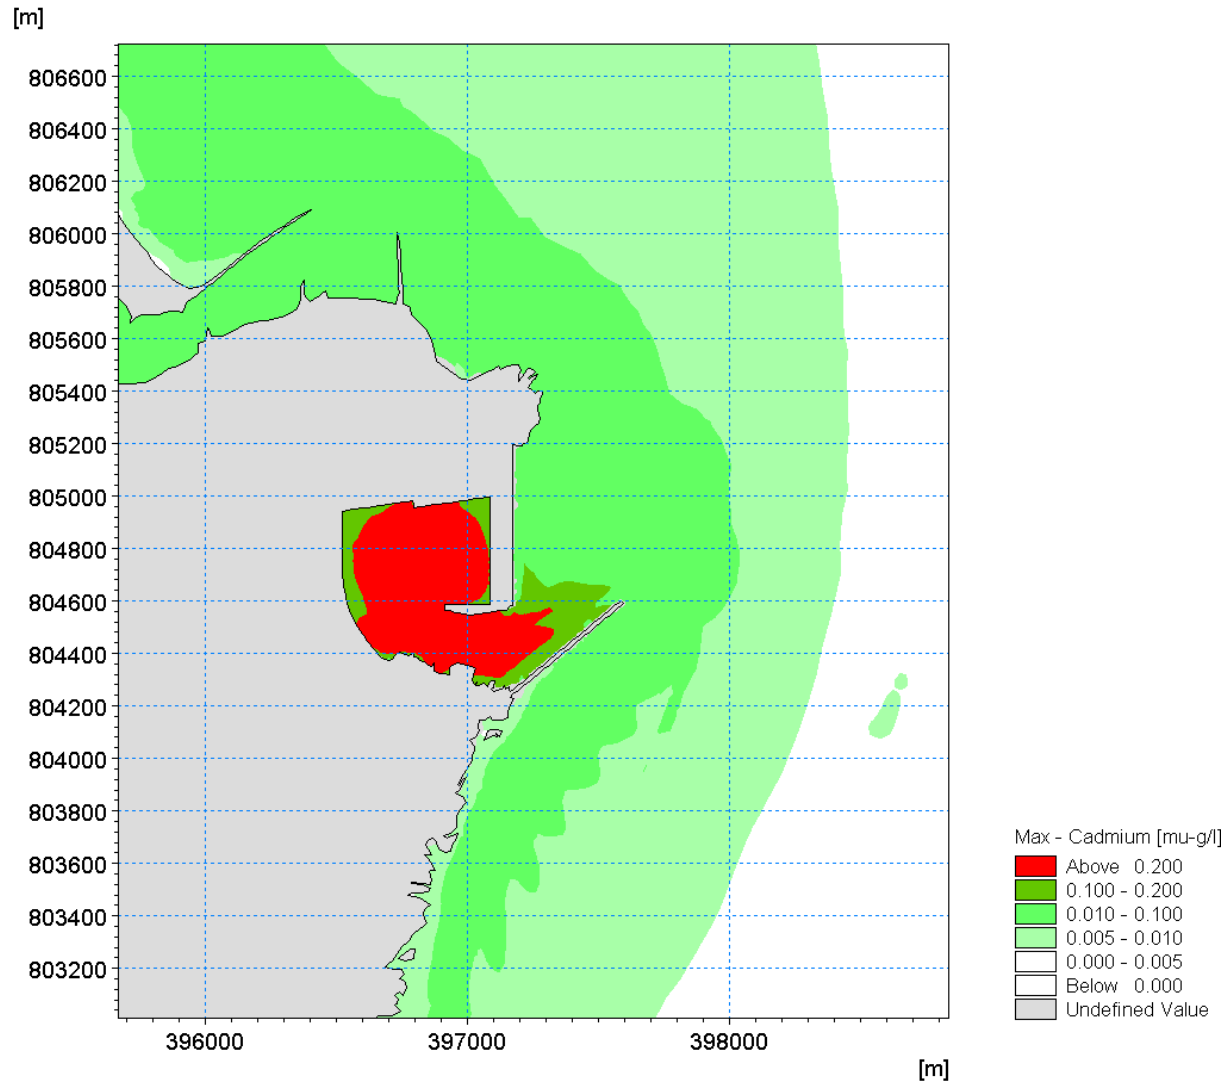 [m]
806600
806400
806200
806000
805800
805600
805400
805200
805000
804800
804600
804400
804200
804000
803800
803600
803400
803200
396000 397000 398000
[m]
Max - Cadmium [mu-g/l]
Above 0.200
0.100 - 0.200
0.010 - 0.100
0.005 - 0.010
0.000 - 0.005
Below 0.000
Undefined Value